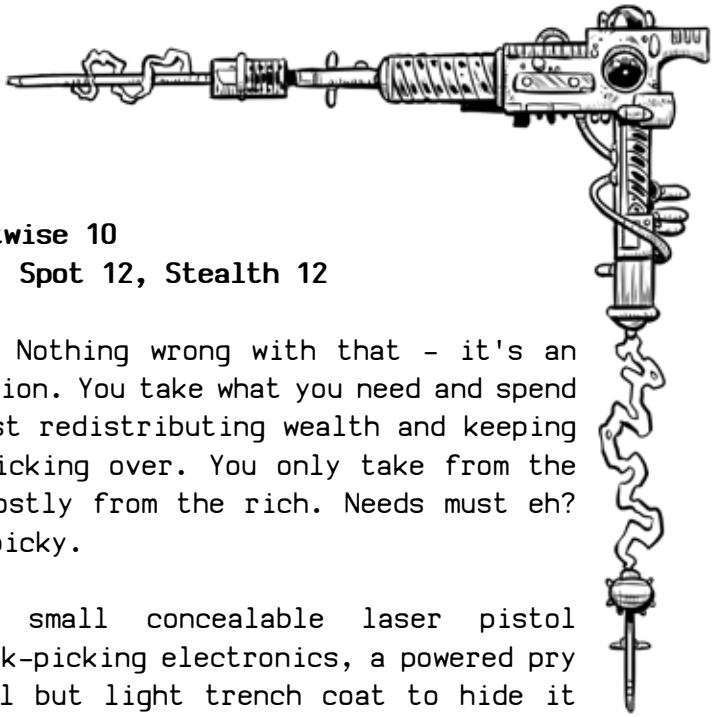 wise 10
Spot 12, Stealth 12
Nothing wrong with that – it's an
ion. You take what you need and spend
st redistributing wealth and keeping
icking over. You only take from the
ostly from the rich. Needs must eh?
picky.
small concealable laser pistol
k-picking electronics, a powered pry
l but light trench coat to hide it